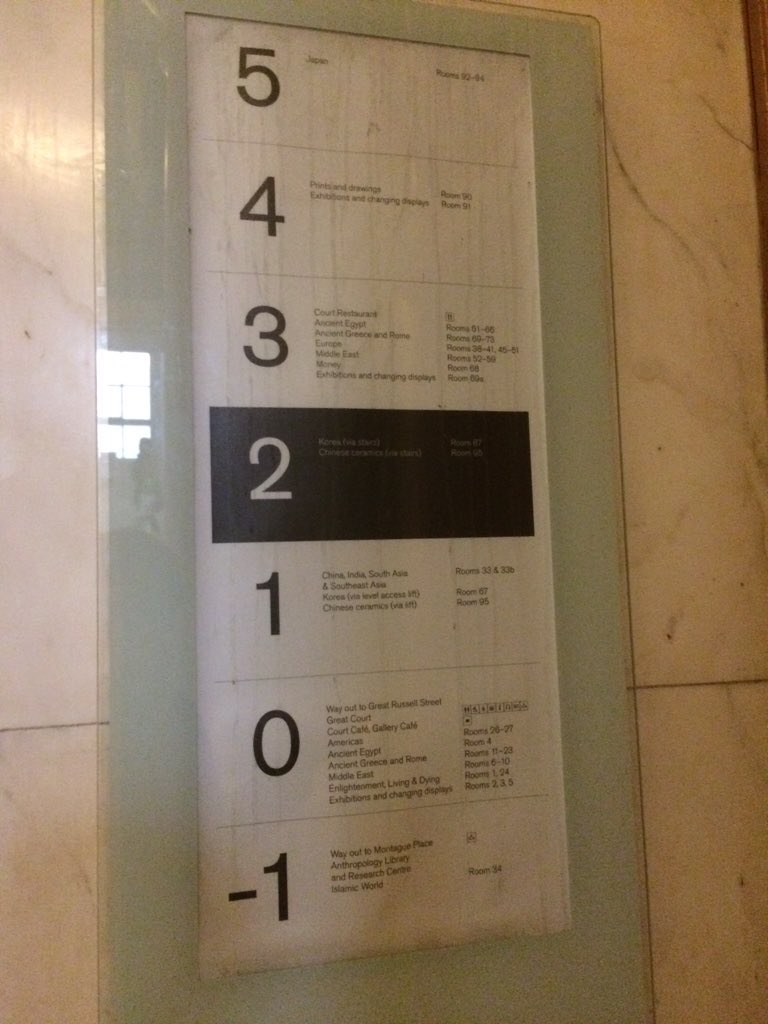 5 Japan Rooms 92–94
4 Prints and drawings Room 90
Exhibitions and changing displays Room 91
3 Court Restaurant
Ancient Egypt Rooms 61–66
Ancient Greece and Rome Rooms 69–73
Europe Rooms 38–41, 45–51
Middle East Rooms 52–59
Money Room 68
Exhibitions and changing displays Room 69a
2 Korea (via stairs) Room 67
Chinese ceramics (via stairs) Room 95
1 China, India, South Asia Rooms 33 & 33b
& Southeast Asia
Korea (via level access lift) Room 67
Chinese ceramics (via lift) Room 95
0 Way out to Great Russell Street
Great Court
Court Café, Gallery Café
Americas Rooms 26–27
Ancient Egypt Room 4
Ancient Greece and Rome Rooms 11–23
Middle East Rooms 6–10
Enlightenment, Living & Dying Rooms 1, 24
Exhibitions and changing displays Rooms 2, 3, 5
-1 Way out to Montague Place
Anthropology Library
and Research Centre
Islamic World Room 34